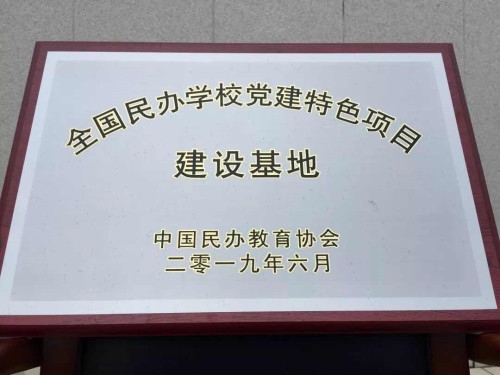 全国民办学校党建特色项目
建设基地
中国民办教育协会
二零一九年六月